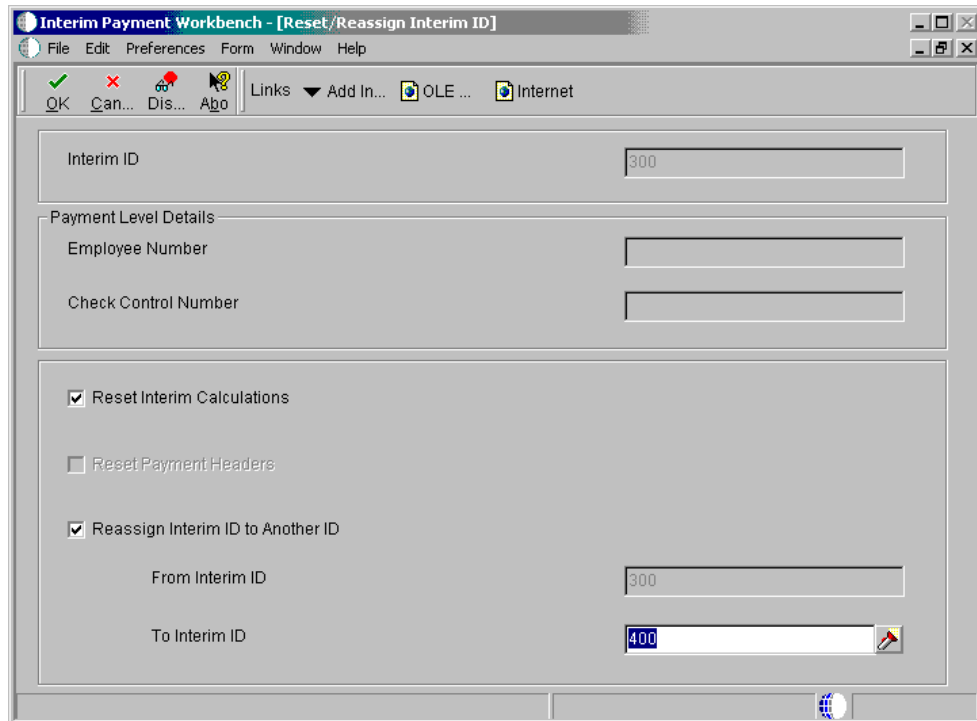 Interim Payment Workbench - [Reset/Reassign Interim ID]
File Edit Preferences Form Window Help
OK Can... Dis... Abo Links Add In... OLE ... Internet
Interim ID 300
Payment Level Details
Employee Number
Check Control Number
Reset Interim Calculations
Reset Payment Headers
Reassign Interim ID to Another ID
From Interim ID 300
To Interim ID 400